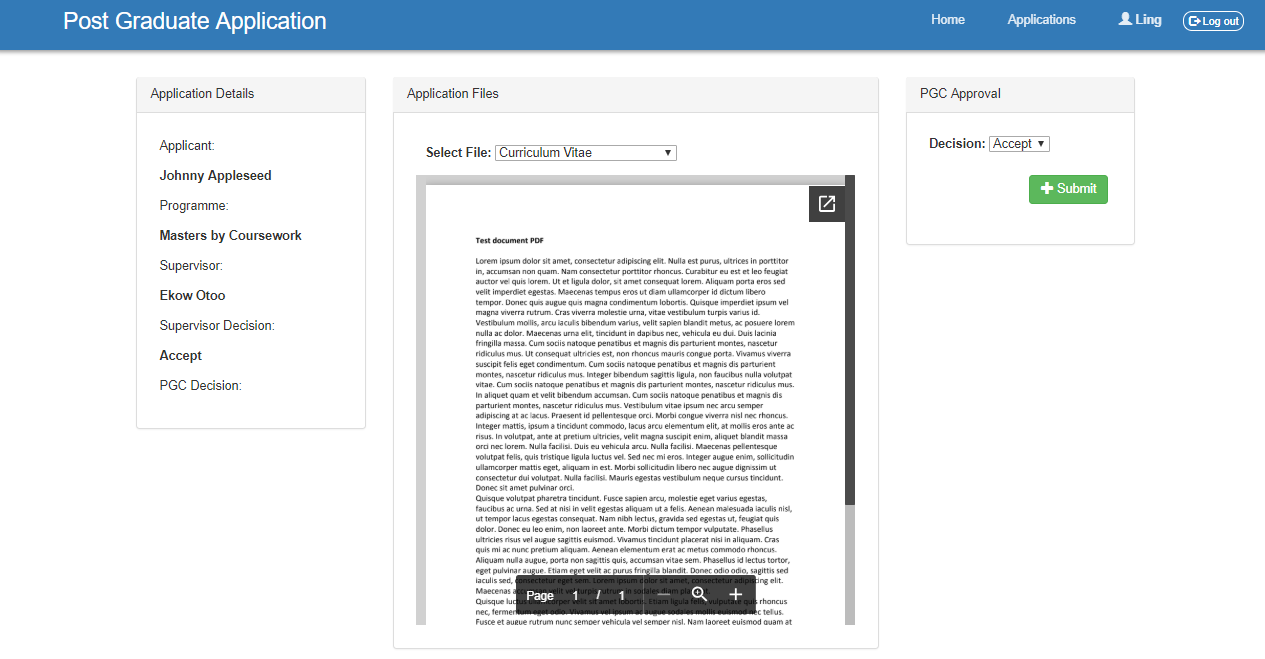 Post Graduate Application
Home
Applications
Ling
Log out
Application Details
Applicant:
Johnny Appleseed
Programme:
Masters by Coursework
Supervisor:
Ekow Otoo
Supervisor Decision:
Accept
PGC Decision:
Application Files
Select File: Curriculum Vitae
Test document PDF
Lorem ipsum dolor sit amet, consectetur adipiscing elit. Nulla est purus, ultrices in porttitor
in, accumsan non quam. Nam consectetur porttitor rhoncus. Curabitur eu est et leo feugiat
auctor vel quis lorem. Ut et ligula dolor, sit amet consequat lorem. Aliquam porta eros sed
velit imperdiet egestas. Maecenas tempus eros ut diam ullamcorper id dictum libero
tempor. Donec quis augue quis magna condimentum lobortis. Quisque imperdiet ipsum vel
magna viverra rutrum. Cras viverra molestie urna, vitae vestibulum turpis varius id.
Vestibulum mollis, arcu iaculis bibendum varius, velit sapien blandit metus, ac posuere lorem
nulla ac dolor. Maecenas urna elit, tincidunt in dapibus nec, vehicula eu dui. Duis lacinia
fringilla massa. Cum sociis natoque penatibus et magnis dis parturient montes, nascetur
ridiculus mus. Ut consequat ultricies est, non rhoncus mauris congue porta. Vivamus viverra
suscipit felis eget condimentum. Cum sociis natoque penatibus et magnis dis parturient
montes, nascetur ridiculus mus. Integer bibendum sagittis ligula, non faucibus nulla volutpat
vitae. Cum sociis natoque penatibus et magnis dis parturient montes, nascetur ridiculus mus.
In aliquet quam et velit bibendum accumsan. Cum sociis natoque penatibus et magnis dis
parturient montes, nascetur ridiculus mus. Vestibulum vitae ipsum nec arcu semper
adipiscing at ac lacus. Praesent id pellentesque orci. Morbi congue viverra nisl nec rhoncus.
Integer mattis, ipsum a tincidunt commodo, lacus arcu elementum elit, at mollis eros ante ac
risus. In volutpat, ante at pretium ultricies, velit magna suscipit enim, aliquet blandit massa
orci nec lorem. Nulla facilisi. Duis eu vehicula arcu. Nulla facilisi. Maecenas pellentesque
volutpat felis, quis tristique ligula luctus vel. Sed nec mi eros. Integer augue enim, sollicitudin
ullamcorper mattis eget, aliquam in est. Morbi sollicitudin libero nec augue dignissim ut
consectetur dui volutpat. Nulla facilisi. Mauris egestas vestibulum neque cursus tincidunt.
Donec sit amet pulvinar orci.
Quisque volutpat pharetra tincidunt. Fusce sapien arcu, molestie eget varius egestas,
faucibus ac urna. Sed at nisi in velit egestas aliquam ut a felis. Aenean malesuada iaculis nisl,
ut tempor lacus egestas consequat. Nam nibh lectus, gravida sed egestas ut, feugiat quis
dolor. Donec eu leo enim, non laoreet ante. Morbi dictum tempor vulputate. Phasellus
ultricies risus vel augue sagittis euismod. Vivamus tincidunt placerat nisi in aliquam. Cras
quis mi ac nunc pretium aliquam. Aenean elementum erat ac metus commodo rhoncus.
Aliquam nulla augue, porta non sagittis quis, accumsan vitae sem. Phasellus id lectus tortor,
eget pulvinar augue. Etiam eget velit ac purus fringilla blandit. Donec odio odio, sagittis sed
iaculis sed, consectetur eget sem. Lorem ipsum dolor sit amet, consectetur adipiscing elit.
Maecenas accumsan velit vel turpis rutrum in sodales diam
Quisque luctus ullamcorper velit sit amet lobortis. Etiam ligula felis, vulputate quis rhoncus
nec, fermentum eget odio. Vivamus vel ipsum ac augue sodales mollis euismod nec tellus.
Fusce et augue rutrum nunc semper vehicula vel semper nisl. Nam laoreet euismod quam at
Page 1 / 1
PGC Approval
Decision: Accept
Submit